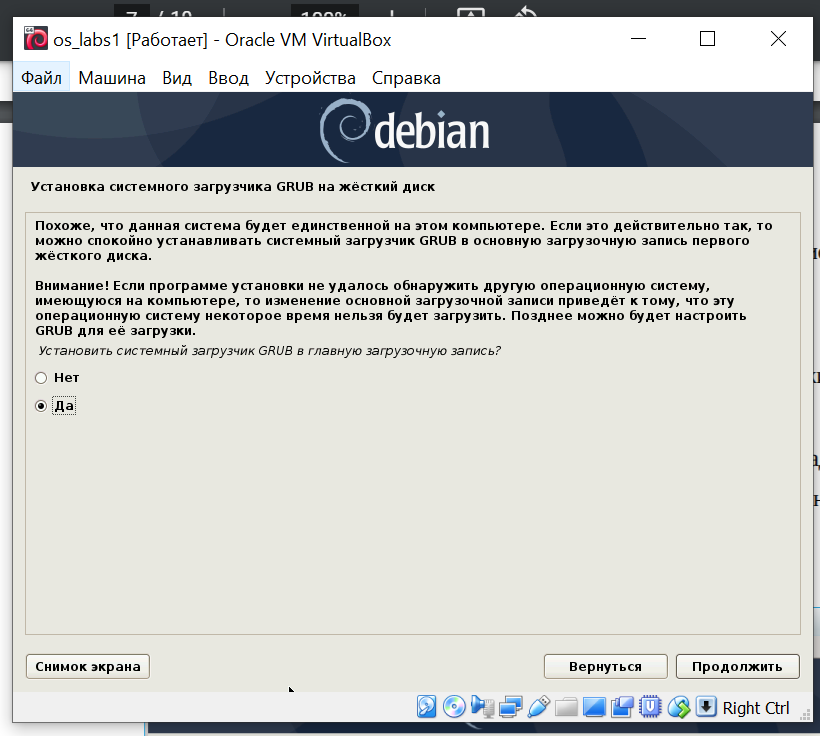 os_labs1 [Работает] - Oracle VM VirtualBox
Файл Машина Вид Ввод Устройства Справка
debian
Установка системного загрузчика GRUB на жёсткий диск
Похоже, что данная система будет единственной на этом компьютере. Если это действительно так, то
можно спокойно устанавливать системный загрузчик GRUB в основную загрузочную запись первого
жёсткого диска.
Внимание! Если программе установки не удалось обнаружить другую операционную систему,
имеющуюся на компьютере, то изменение основной загрузочной записи приведёт к тому, что эту
операционную систему некоторое время нельзя будет загрузить. Позднее можно будет настроить
GRUB для её загрузки.
Установить системный загрузчик GRUB в главную загрузочную запись?
Нет
Да
Снимок экрана Вернуться Продолжить
Right Ctrl